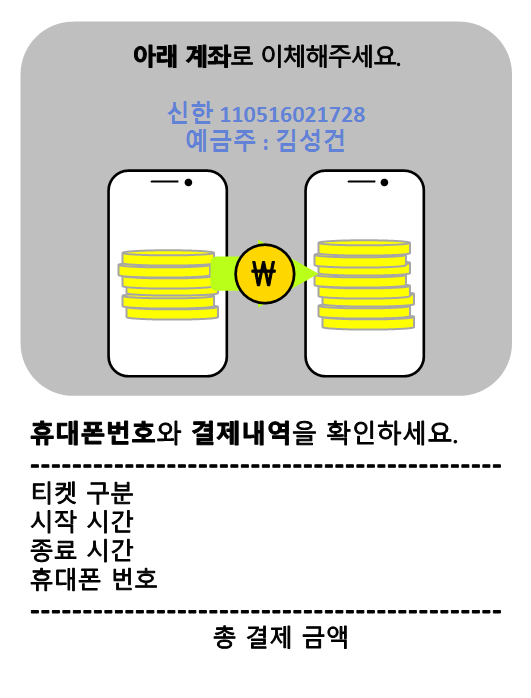 아래 계좌로 이체해주세요.
신한 110516021728
예금주 : 김성건
₩
휴대폰번호와 결제내역을 확인하세요.
--------------------------------------------
티켓 구분
시작 시간
종료 시간
휴대폰 번호
--------------------------------------------
총 결제 금액